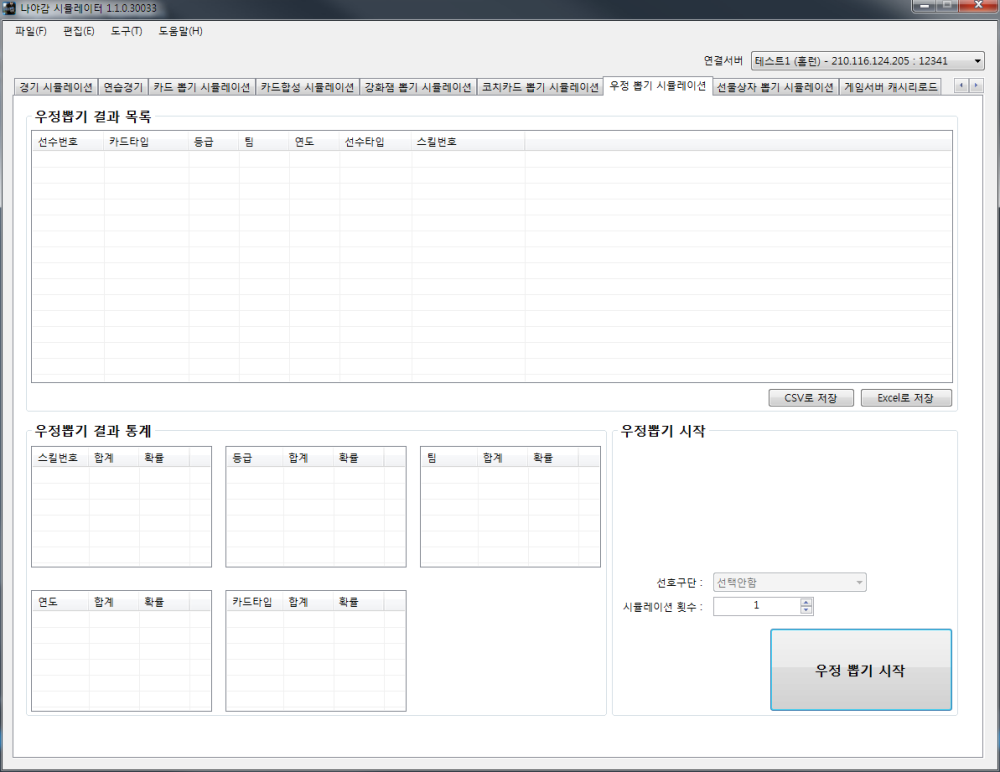 나야감 시뮬레이터 1.1.0.30033
파일(F) 편집(E) 도구(T) 도움말(H)
연결서버 테스트1 (홀런) - 210.116.124.205 : 12341
경기 시뮬레이션 연습경기 카드 뽑기 시뮬레이션 카드합성 시뮬레이션 강화잼 뽑기 시뮬레이션 코치카드 뽑기 시뮬레이션 우정 뽑기 시뮬레이션 선물상자 뽑기 시뮬레이션 게임서버 캐시리로드
우정뽑기 결과 목록
선수번호 카드타입 등급 팀 연도 선수타입 스킬번호
CSV로 저장 Excel로 저장
우정뽑기 결과 통계
스킬번호 합계 확률
등급 합계 확률
팀 합계 확률
연도 합계 확률
카드타입 합계 확률
우정뽑기 시작
선호구단 : 선택안함
시뮬레이션 횟수 : 1
우정 뽑기 시작